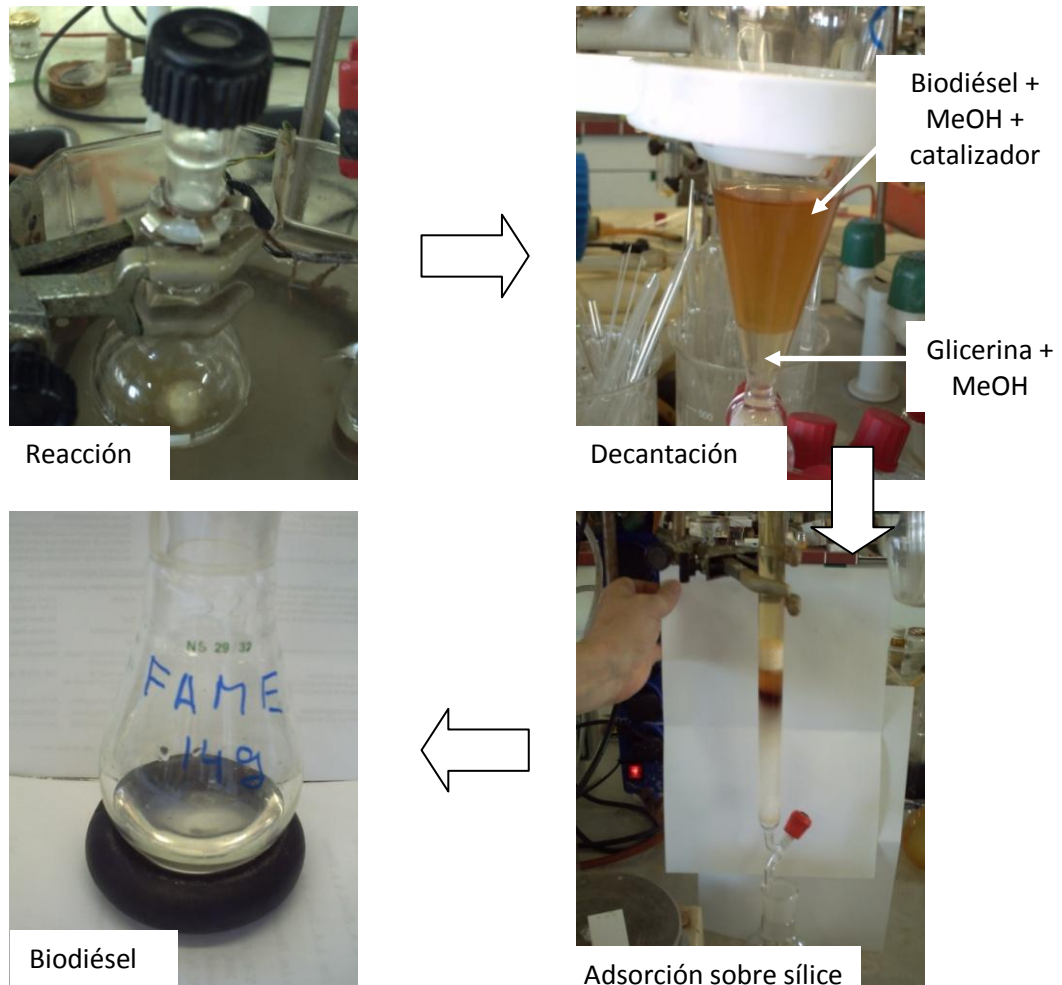 Biodiésel +
MeOH +
catalizador
Glicerina +
MeOH
Reacción
Decantación
NS 29/32
FAME
14g
Biodiésel
Adsorción sobre sílice